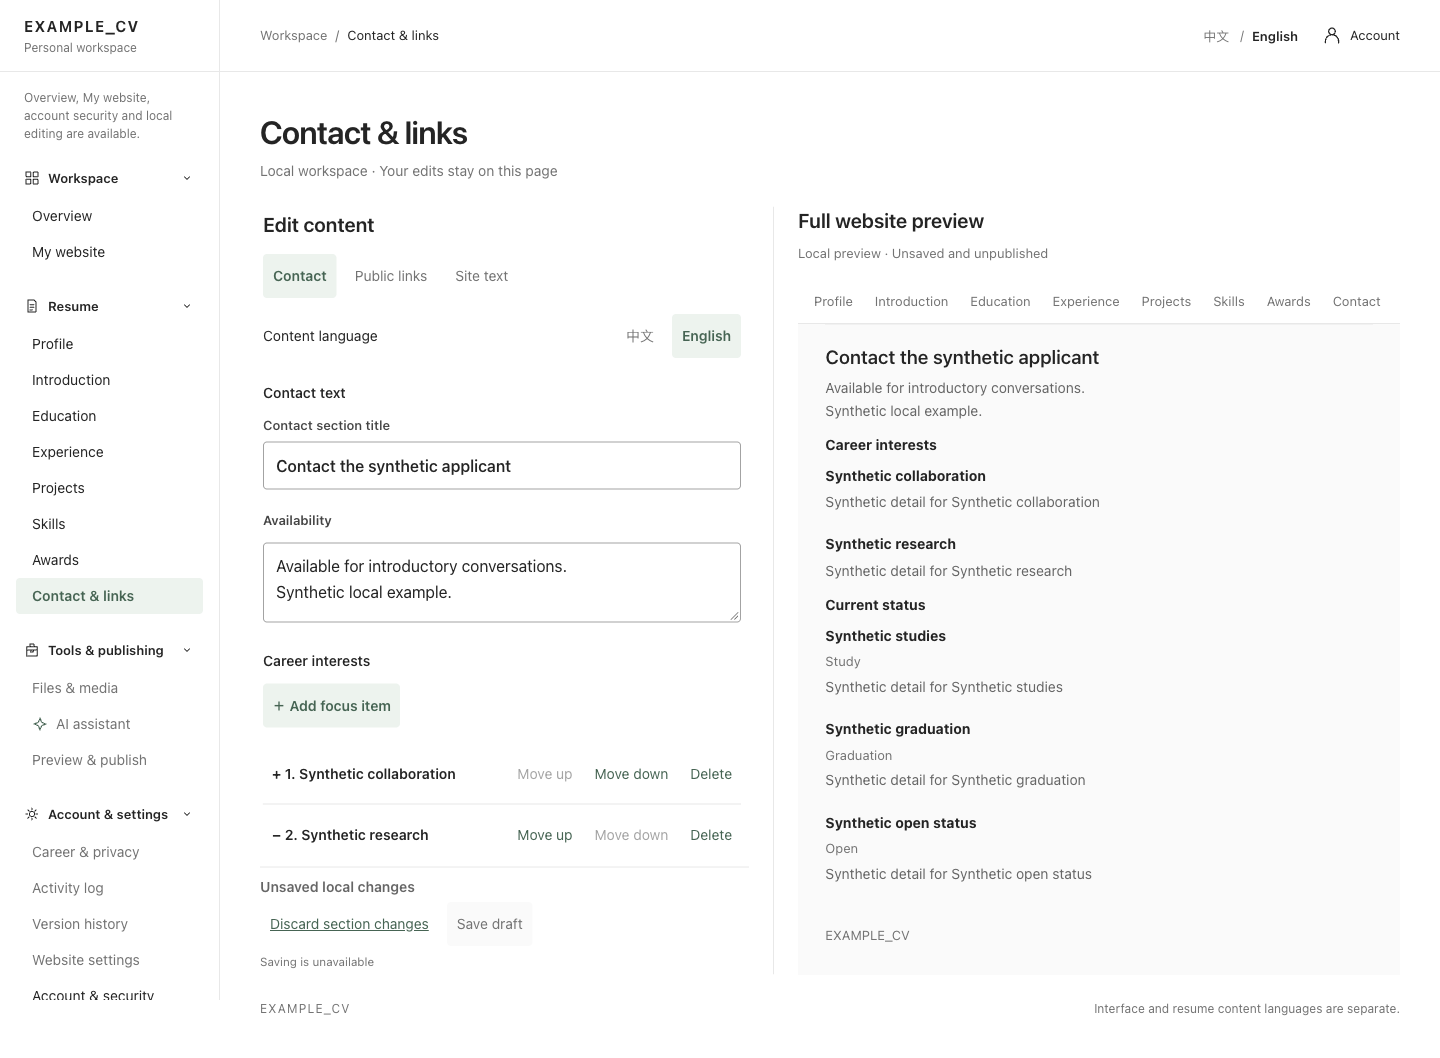 EXAMPLE_CV
Personal workspace
Workspace / Contact & links
中文 / English
Account
Overview, My website,
account security and local
editing are available.
Workspace
Overview
My website
Resume
Profile
Introduction
Education
Experience
Projects
Skills
Awards
Contact & links
Tools & publishing
Files & media
AI assistant
Preview & publish
Account & settings
Career & privacy
Activity log
Version history
Website settings
Account & security
Contact & links
Local workspace · Your edits stay on this page
Edit content
Contact Public links Site text
Content language 中文 English
Contact text
Contact section title
Contact the synthetic applicant
Availability
Available for introductory conversations.
Synthetic local example.
Career interests
+ Add focus item
+ 1. Synthetic collaboration Move up Move down Delete
– 2. Synthetic research Move up Move down Delete
Unsaved local changes
Discard section changes Save draft
Saving is unavailable
Full website preview
Local preview · Unsaved and unpublished
Profile Introduction Education Experience Projects Skills Awards Contact
Contact the synthetic applicant
Available for introductory conversations.
Synthetic local example.
Career interests
Synthetic collaboration
Synthetic detail for Synthetic collaboration
Synthetic research
Synthetic detail for Synthetic research
Current status
Synthetic studies
Study
Synthetic detail for Synthetic studies
Synthetic graduation
Graduation
Synthetic detail for Synthetic graduation
Synthetic open status
Open
Synthetic detail for Synthetic open status
EXAMPLE_CV
EXAMPLE_CV
Interface and resume content languages are separate.